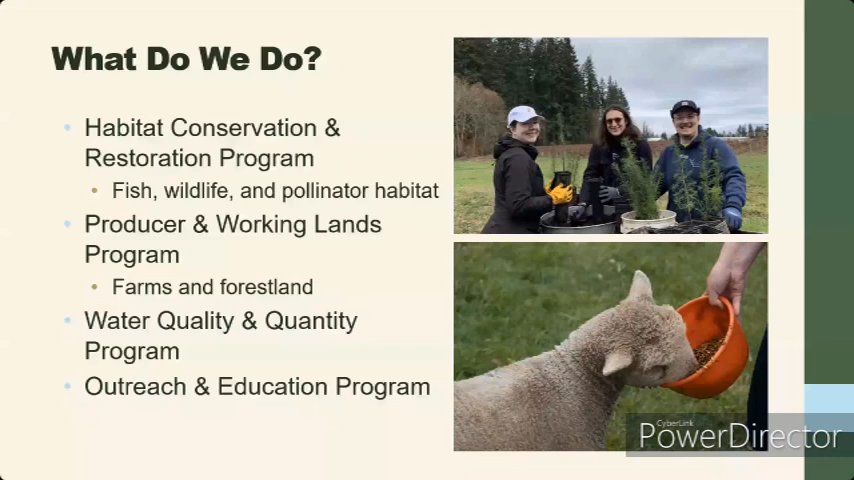 What Do We Do?
• Habitat Conservation &
Restoration Program
• Fish, wildlife, and pollinator habitat
• Producer & Working Lands
Program
• Farms and forestland
• Water Quality & Quantity
Program
• Outreach & Education Program
CyberLink
PowerDirector